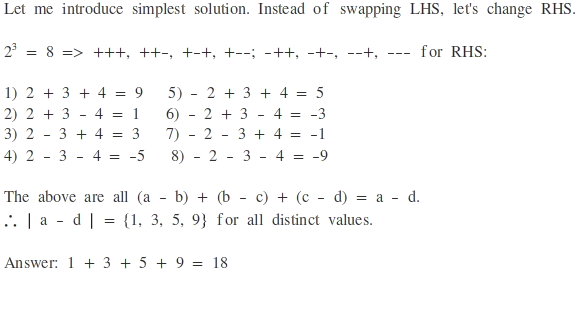 Let me introduce simplest solution. Instead of swapping LHS, let's change RHS.
2³ = 8 => +++, ++-, +-+, +--; -++, -+-, --+, --- for RHS:
1) 2 + 3 + 4 = 9 5) - 2 + 3 + 4 = 5
2) 2 + 3 - 4 = 1 6) - 2 + 3 - 4 = -3
3) 2 - 3 + 4 = 3 7) - 2 - 3 + 4 = -1
4) 2 - 3 - 4 = -5 8) - 2 - 3 - 4 = -9
The above are all (a - b) + (b - c) + (c - d) = a - d.
∴ | a - d | = {1, 3, 5, 9} for all distinct values.
Answer: 1 + 3 + 5 + 9 = 18